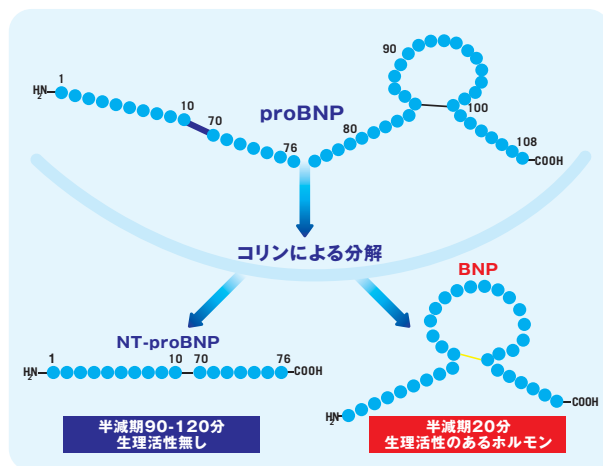 90
1
H₂N
10
proBNP
100
70
80
76
108
COOH
コリンによる分解
BNP
NT-proBNP
1
10
70
76
H₂N
COOH
COOH
H₂N
半減期90-120分
生理活性無し
半減期20分
生理活性のあるホルモン